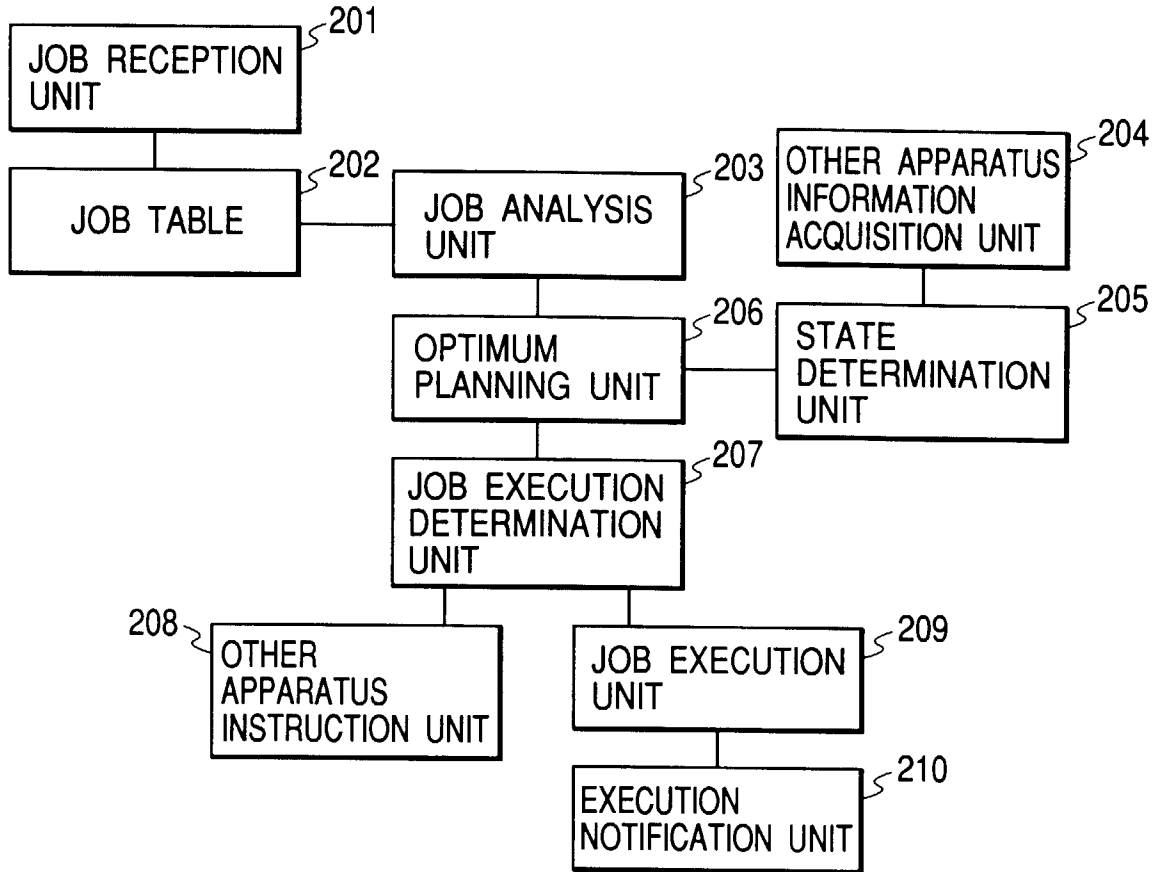 201
JOB RECEPTION
UNIT
202
JOB TABLE
203
JOB ANALYSIS
UNIT
204
OTHER APPARATUS
INFORMATION
ACQUISITION UNIT
205
STATE
DETERMINATION
UNIT
206
OPTIMUM
PLANNING UNIT
207
JOB EXECUTION
DETERMINATION
UNIT
208
OTHER
APPARATUS
INSTRUCTION UNIT
209
JOB EXECUTION
UNIT
210
EXECUTION
NOTIFICATION UNIT